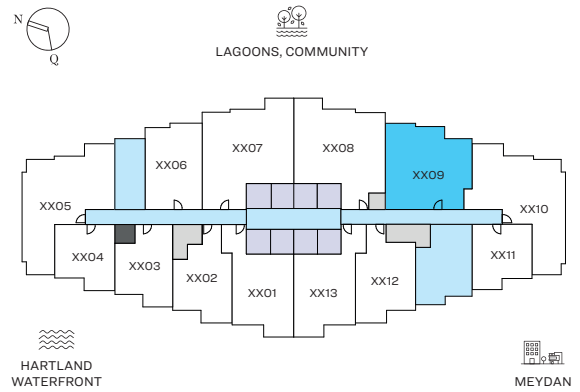 N
Q
LAGOONS, COMMUNITY
XX06
XX07
XX08
XX09
XX05
XX10
XX04
XX03
XX02
XX01
XX13
XX12
XX11
HARTLAND
WATERFRONT
MEYDAN